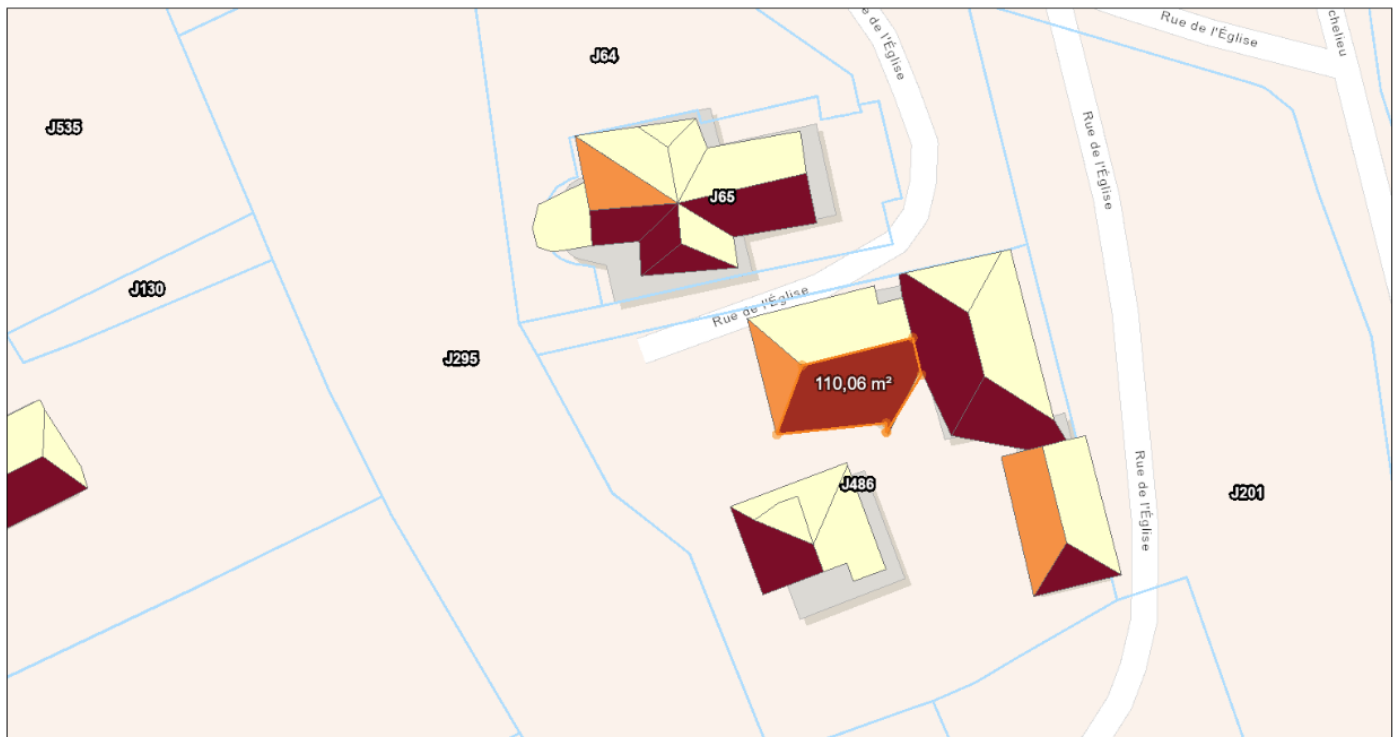 Rue de l'Église
chelieu
e de l'Église
J64
J535
Rue de l'Église
J65
J130
Rue de l'Église
J295
110,06 m²
J486
J201
Rue de l'Église